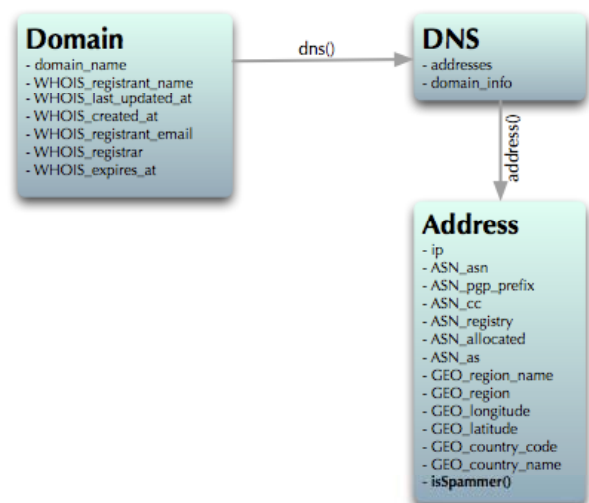 Domain
- domain_name
- WHOIS_registrant_name
- WHOIS_last_updated_at
- WHOIS_created_at
- WHOIS_registrant_email
- WHOIS_registrar
- WHOIS_expires_at
dns()
DNS
- addresses
- domain_info
address()
Address
- ip
- ASN_asn
- ASN_pgp_prefix
- ASN_cc
- ASN_registry
- ASN_allocated
- ASN_as
- GEO_region_name
- GEO_region
- GEO_longitude
- GEO_latitude
- GEO_country_code
- GEO_country_name
- isSpammer()